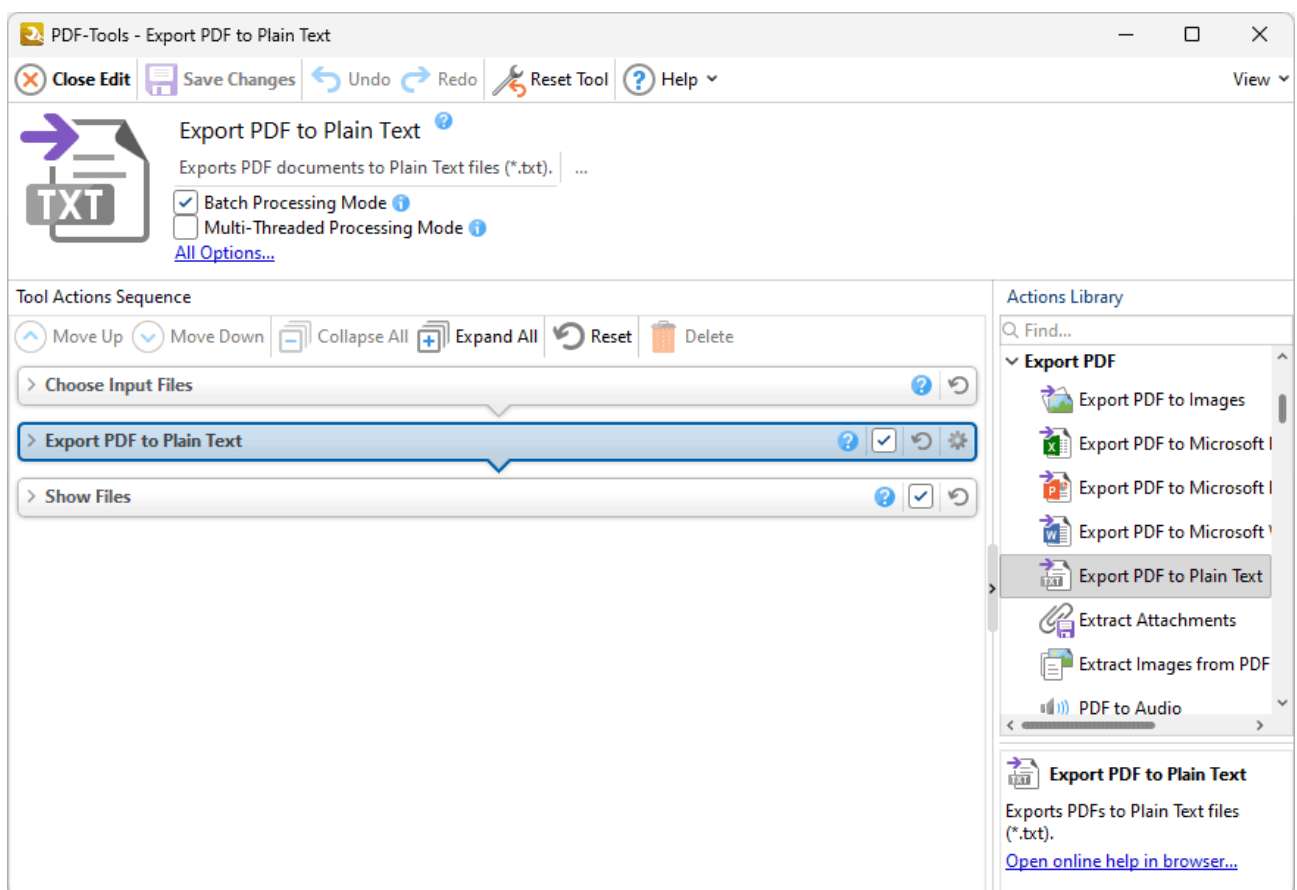 PDF-Tools - Export PDF to Plain Text
Close Edit Save Changes Undo Redo Reset Tool ? Help View
Export PDF to Plain Text ?
Exports PDF documents to Plain Text files (*.txt). ...
TXT
Batch Processing Mode i
Multi-Threaded Processing Mode i
All Options...
Tool Actions Sequence
Move Up Move Down Collapse All Expand All Reset Delete
Choose Input Files ?
Export PDF to Plain Text ?
Show Files ?
Actions Library
Find...
Export PDF
Export PDF to Images
X Export PDF to Microsoft
P Export PDF to Microsoft
W Export PDF to Microsoft
TXT Export PDF to Plain Text
Extract Attachments
Extract Images from PDF
PDF to Audio
TXT Export PDF to Plain Text
Exports PDFs to Plain Text files
(*.txt).
Open online help in browser...